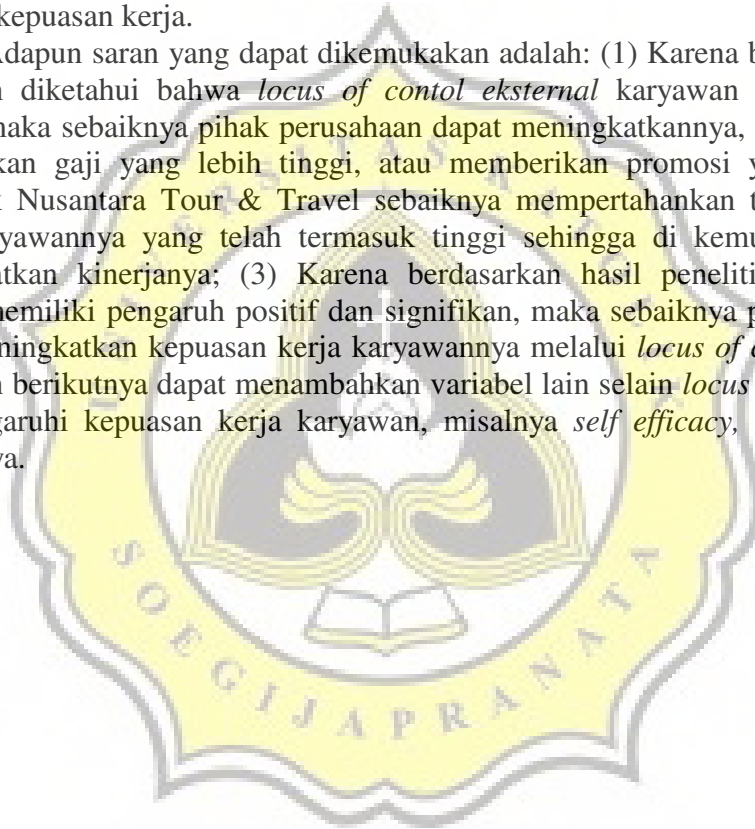 kepuasan kerja.
Adapun saran yang dapat dikemukakan adalah: (1) Karena b
diketahui bahwa locus of contol eksternal karyawan
maka sebaiknya pihak perusahaan dapat meningkatkannya,
kan gaji yang lebih tinggi, atau memberikan promosi y
Nusantara Tour & Travel sebaiknya mempertahankan t
yawannya yang telah termasuk tinggi sehingga di kemu
atkan kinerjanya; (3) Karena berdasarkan hasil peneliti
memiliki pengaruh positif dan signifikan, maka sebaiknya p
ningkatkan kepuasan kerja karyawannya melalui locus of
n berikutnya dapat menambahkan variabel lain selain locus
garuhi kepuasan kerja karyawan, misalnya self efficacy,
ya.
UNIVERSITAS KATOLIK
SOEGIJAPRANATA